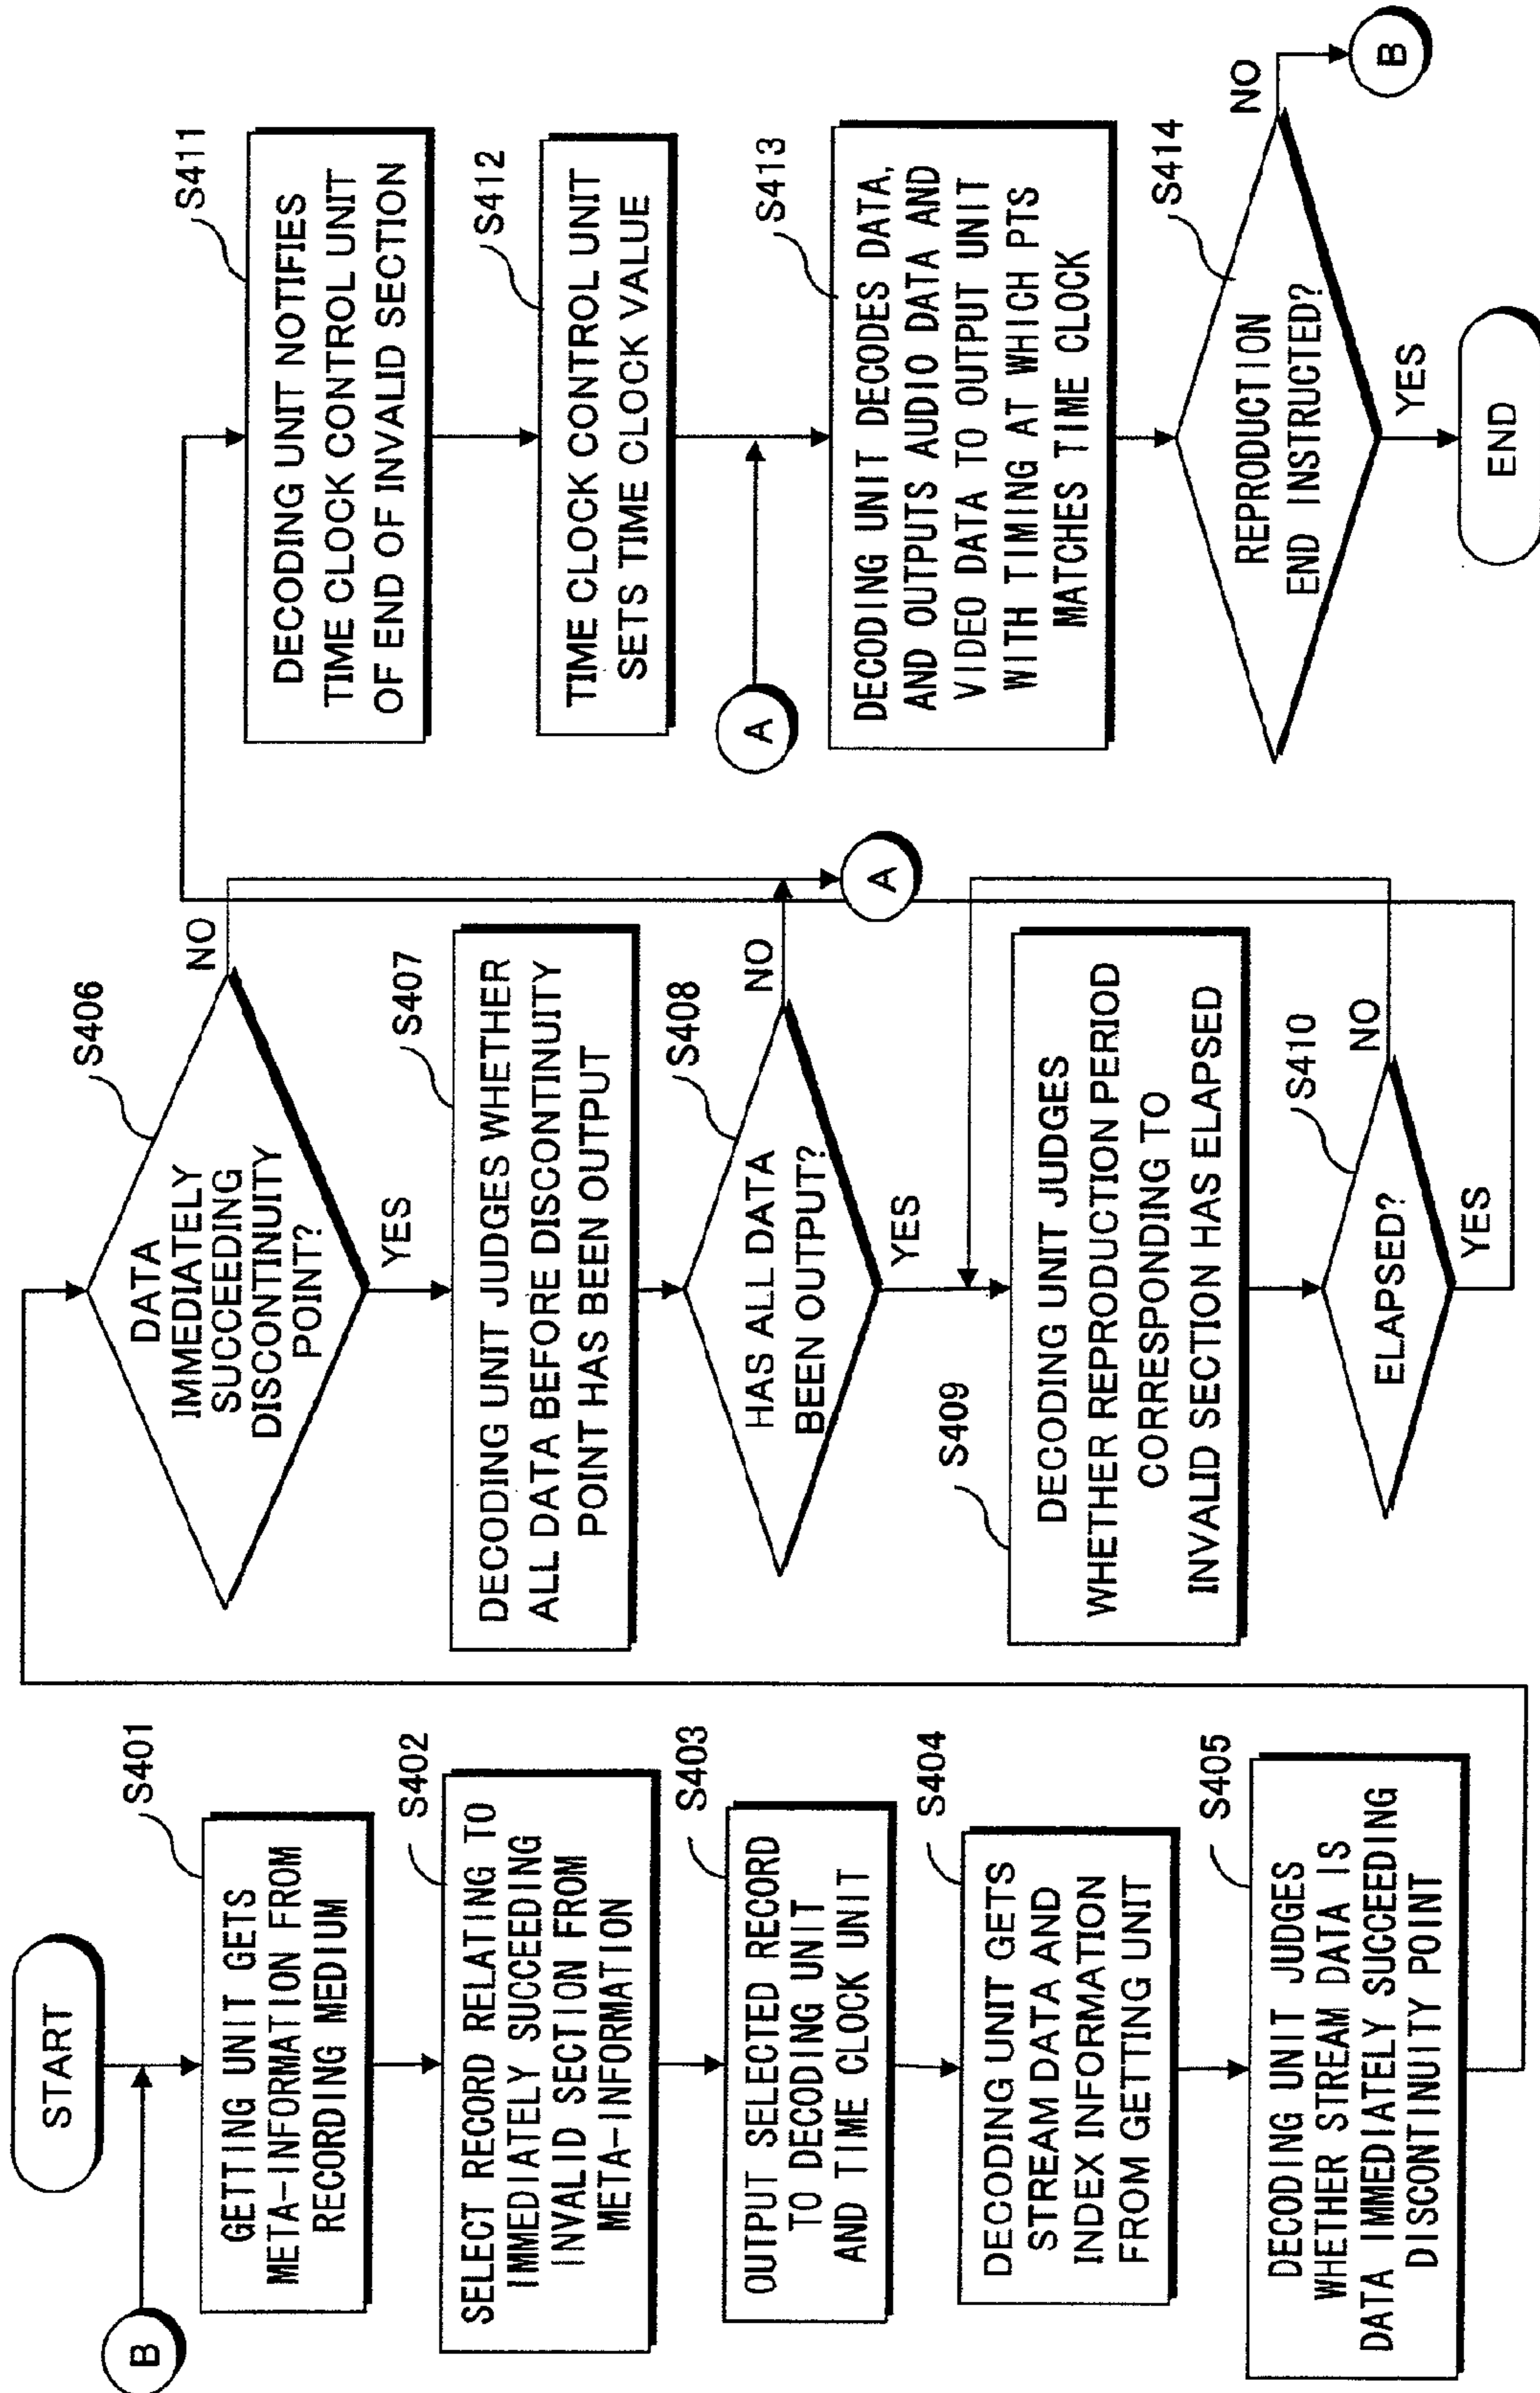 START
B
S401
GETTING UNIT GETS
META-INFORMATION FROM
RECORDING MEDIUM
S402
SELECT RECORD RELATING TO
IMMEDIATELY SUCCEEDING
INVALID SECTION FROM
META-INFORMATION
S403
OUTPUT SELECTED RECORD
TO DECODING UNIT
AND TIME CLOCK UNIT
S404
DECODING UNIT GETS
STREAM DATA AND
INDEX INFORMATION
FROM GETTING UNIT
S405
DECODING UNIT JUDGES
WHETHER STREAM DATA IS
DATA IMMEDIATELY SUCCEEDING
DISCONTINUITY POINT
S406
DATA
IMMEDIATELY
SUCCEEDING
DISCONTINUITY
POINT?
NO
YES
S407
DECODING UNIT JUDGES WHETHER
ALL DATA BEFORE DISCONTINUITY
POINT HAS BEEN OUTPUT
S408
HAS ALL DATA
BEEN OUTPUT?
NO
YES
A
S409
DECODING UNIT JUDGES
WHETHER REPRODUCTION PERIOD
CORRESPONDING TO
INVALID SECTION HAS ELAPSED
S410
ELAPSED?
NO
YES
S411
DECODING UNIT NOTIFIES
TIME CLOCK CONTROL UNIT
OF END OF INVALID SECTION
S412
TIME CLOCK CONTROL UNIT
SETS TIME CLOCK VALUE
A
S413
DECODING UNIT DECODES DATA,
AND OUTPUTS AUDIO DATA AND
VIDEO DATA TO OUTPUT UNIT
WITH TIMING AT WHICH PTS
MATCHES TIME CLOCK
S414
REPRODUCTION
END INSTRUCTED?
NO
B
YES
END